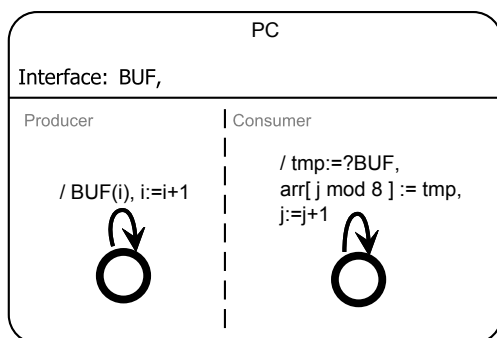 PC
Interface: BUF,
Producer
Consumer
/ BUF(i), i:=i+1
/ tmp:=?BUF,
arr[ j mod 8 ] := tmp,
j:=j+1